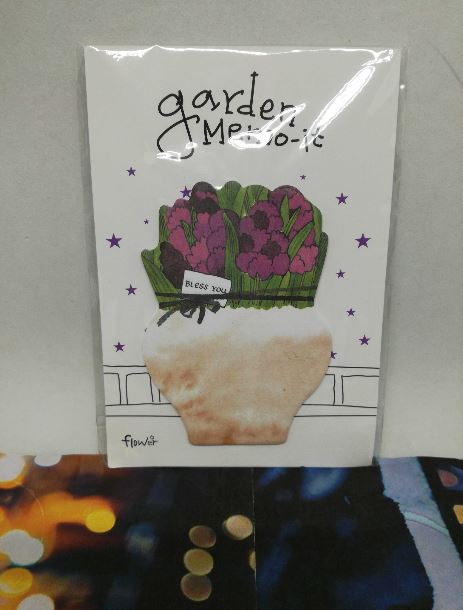 garden
Memo-it
BLESS YOU
flower